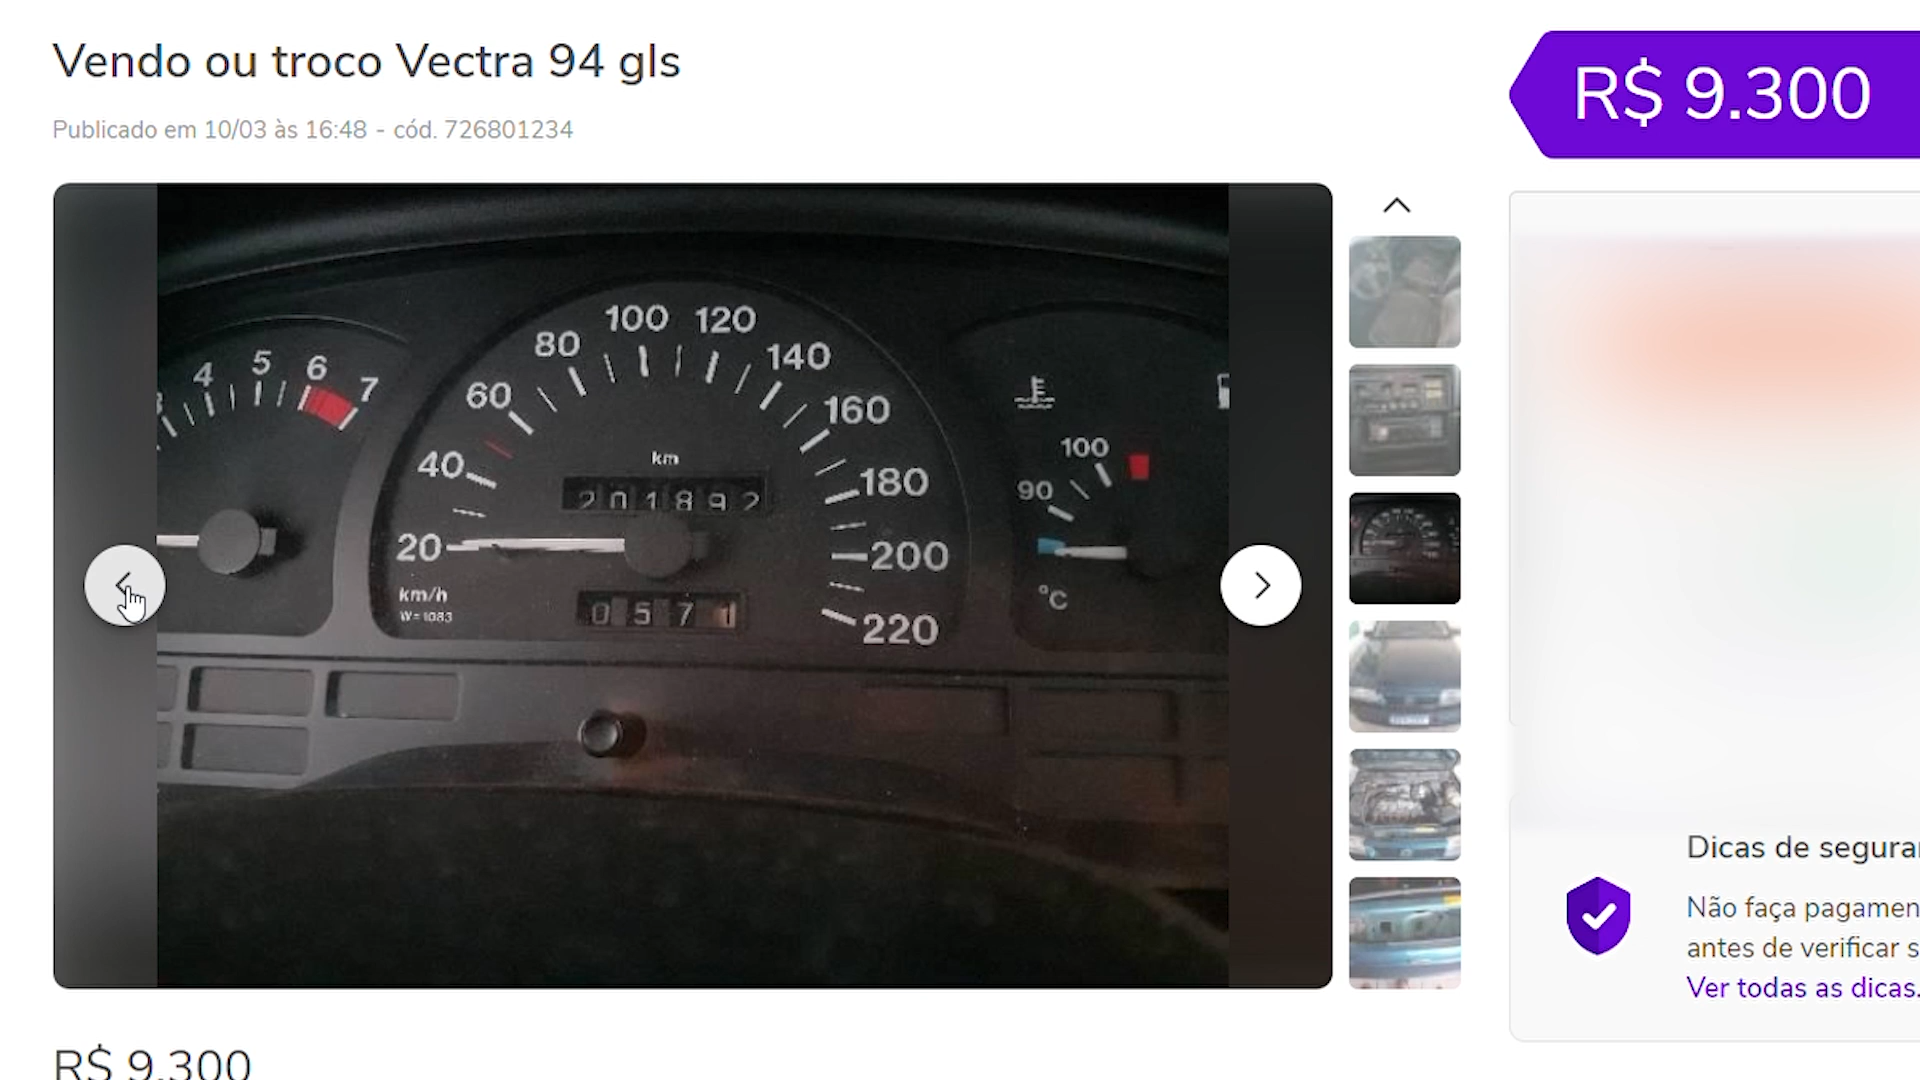 Vendo ou troco Vectra 94 gls
Publicado em 10/03 às 16:48 - cód. 726801234
R$ 9.300
4 5 6 7
20 40 60 80 100 120 140 160 180 200 220
km
201892
km/h
W=1083
0571
90 100
°C
Dicas de segura
Não faça pagamen
antes de verificar s
Ver todas as dicas.
R$ 9.300